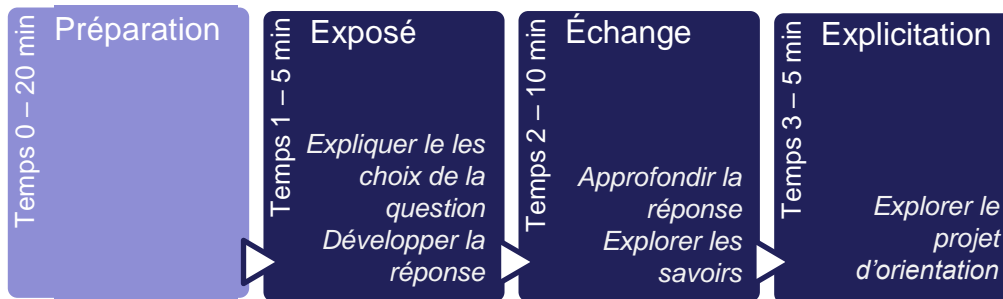 Temps 0 – 20 min
Préparation
Temps 1 – 5 min
Exposé
Expliquer le les
choix de la
question
Développer la
réponse
Temps 2 – 10 min
Échange
Approfondir la
réponse
Explorer les
savoirs
Temps 3 – 5 min
Explicitation
Explorer le
projet
d’orientation